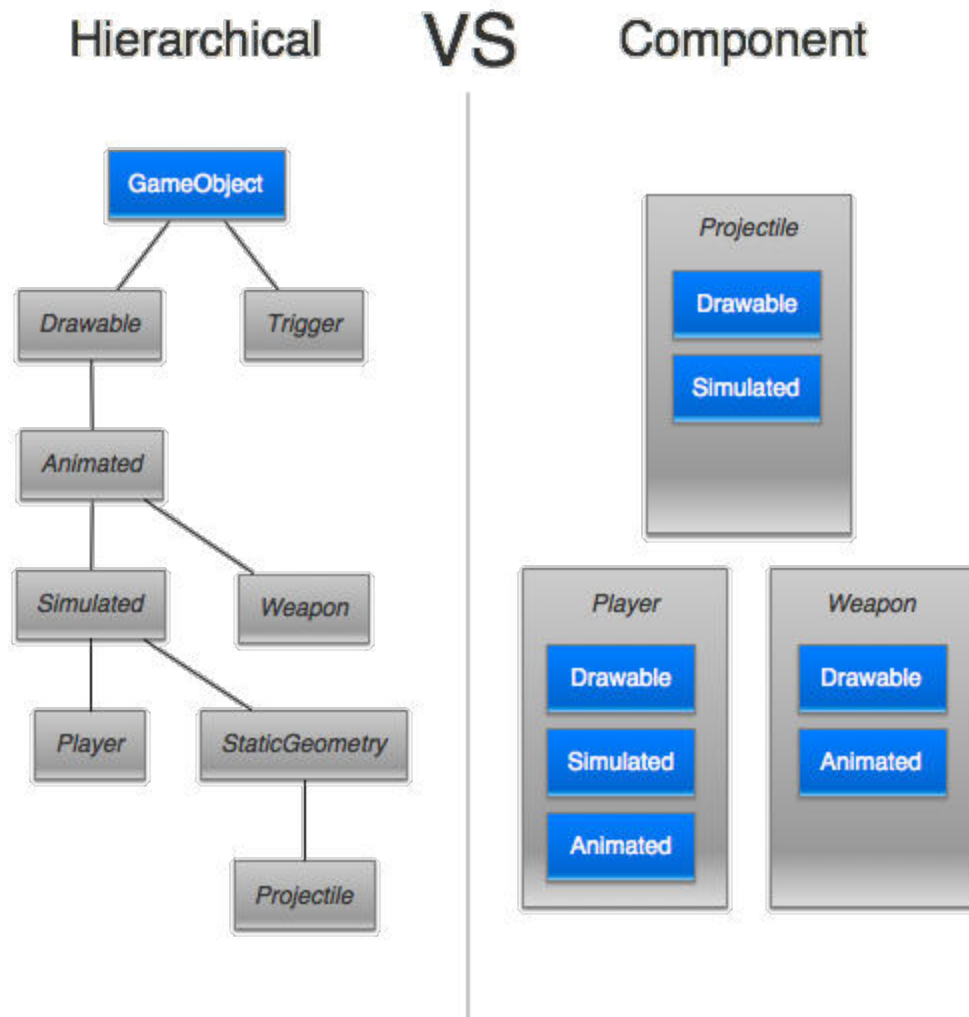 Hierarchical VS Component
GameObject
Drawable
Trigger
Animated
Simulated
Weapon
Player
StaticGeometry
Projectile
Projectile
Drawable
Simulated
Player
Drawable
Simulated
Animated
Weapon
Drawable
Animated